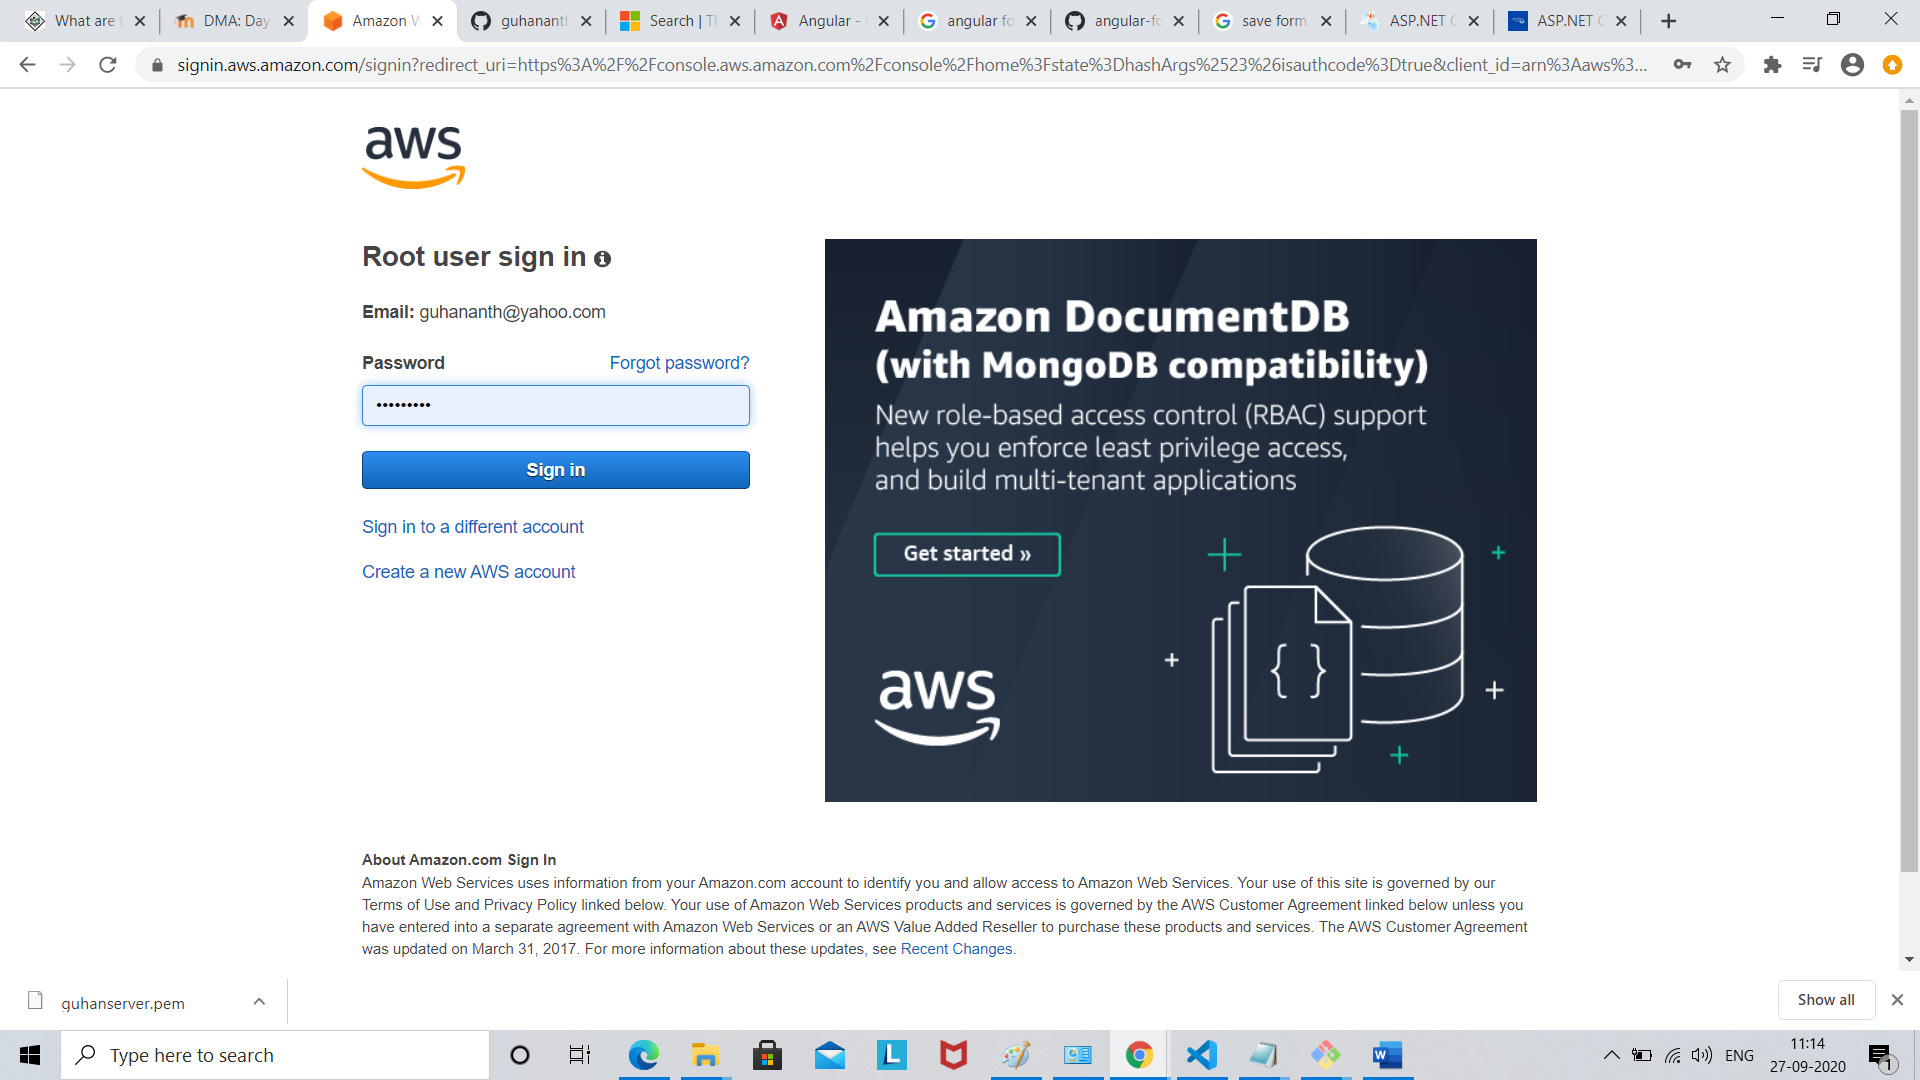 What are t
DMA: Day
Amazon W
guhananth
Search | Th
Angular -
angular fo
angular-fo
save form
ASP.NET C
ASP.NET C
signin.aws.amazon.com/signin?redirect_uri=https%3A%2F%2Fconsole.aws.amazon.com%2Fconsole%2Fhome%3Fstate%3DhashArgs%2523%26isauthcode%3Dtrue&client_id=arn%3Aaws%3...
aws
Root user sign in
Email: guhananth@yahoo.com
Password
Forgot password?
•••••••••
Sign in
Sign in to a different account
Create a new AWS account
Amazon DocumentDB
(with MongoDB compatibility)
New role-based access control (RBAC) support
helps you enforce least privilege access,
and build multi-tenant applications
Get started »
{ }
aws
About Amazon.com Sign In
Amazon Web Services uses information from your Amazon.com account to identify you and allow access to Amazon Web Services. Your use of this site is governed by our
Terms of Use and Privacy Policy linked below. Your use of Amazon Web Services products and services is governed by the AWS Customer Agreement linked below unless you
have entered into a separate agreement with Amazon Web Services or an AWS Value Added Reseller to purchase these products and services. The AWS Customer Agreement
was updated on March 31, 2017. For more information about these updates, see Recent Changes.
guhanserver.pem
Show all
Type here to search
L
W
ENG
11:14
27-09-2020
1